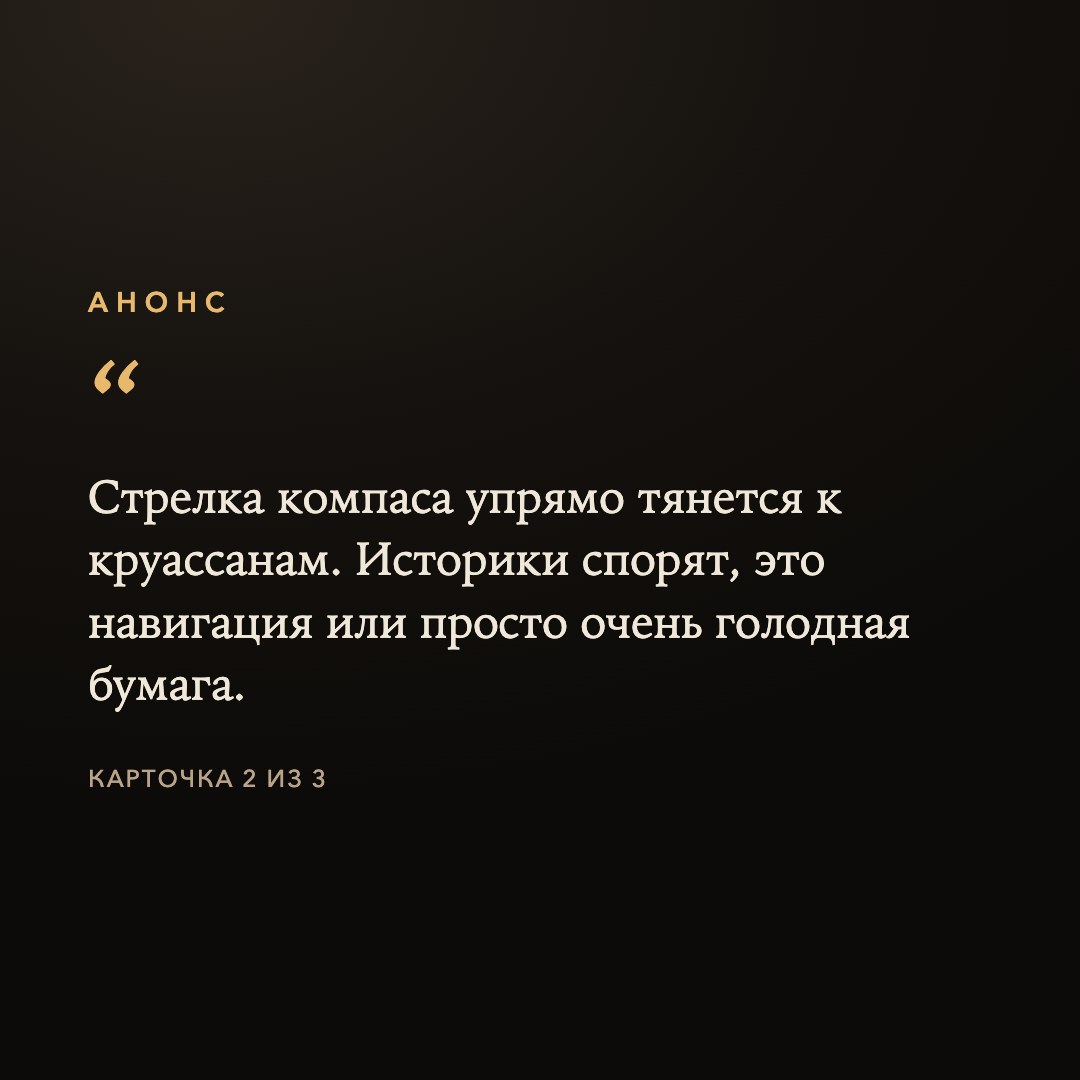 АНОНС
“
Стрелка компаса упрямо тянется к
круассанам. Историки спорят, это
навигация или просто очень голодная
бумага.
КАРТОЧКА 2 ИЗ 3